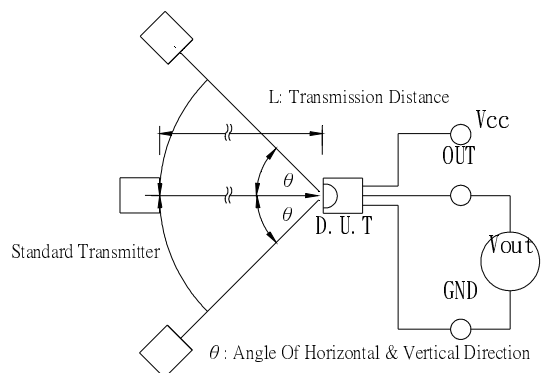 L: Transmission Distance
Vcc
OUT
θ
θ
D.U.T
Standard Transmitter
Vout
GND
θ : Angle Of Horizontal & Vertical Direction